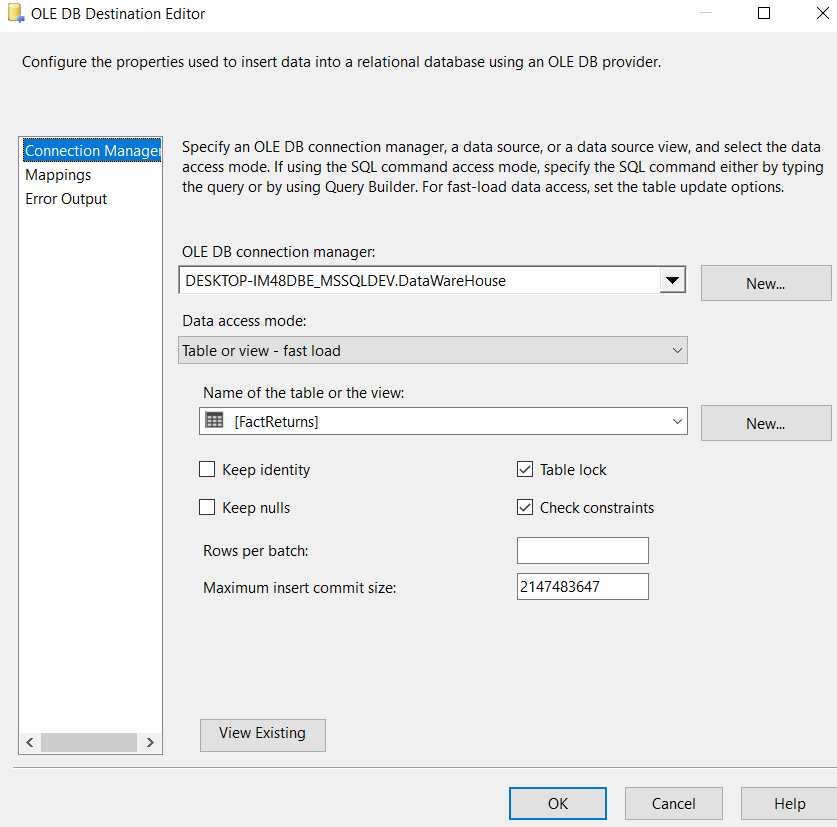 OLE DB Destination Editor
Configure the properties used to insert data into a relational database using an OLE DB provider.
Connection Manager
Mappings
Error Output
Specify an OLE DB connection manager, a data source, or a data source view, and select the data
access mode. If using the SQL command access mode, specify the SQL command either by typing
the query or by using Query Builder. For fast-load data access, set the table update options.
OLE DB connection manager:
DESKTOP-IM48DBE_MSSQLDEV.DataWareHouse
New...
Data access mode:
Table or view - fast load
Name of the table or the view:
[FactReturns]
New...
Keep identity
Table lock
Keep nulls
Check constraints
Rows per batch:
Maximum insert commit size:
2147483647
View Existing
OK
Cancel
Help